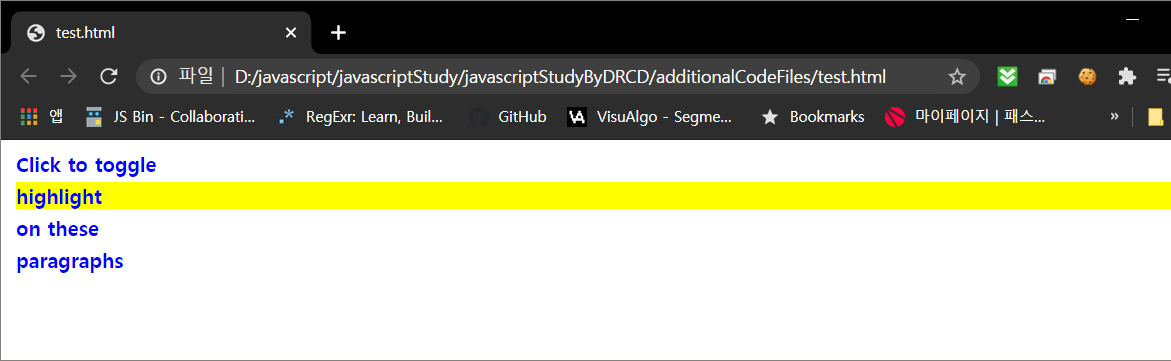 test.html
파일 | D:/javascript/javascriptStudy/javascriptStudyByDRCD/additionalCodeFiles/test.html
앱 JS Bin - Collaborati... RegExr: Learn, Buil... GitHub VA VisuAlgo - Segme... Bookmarks 마이페이지 | 패스... »
Click to toggle
highlight
on these
paragraphs